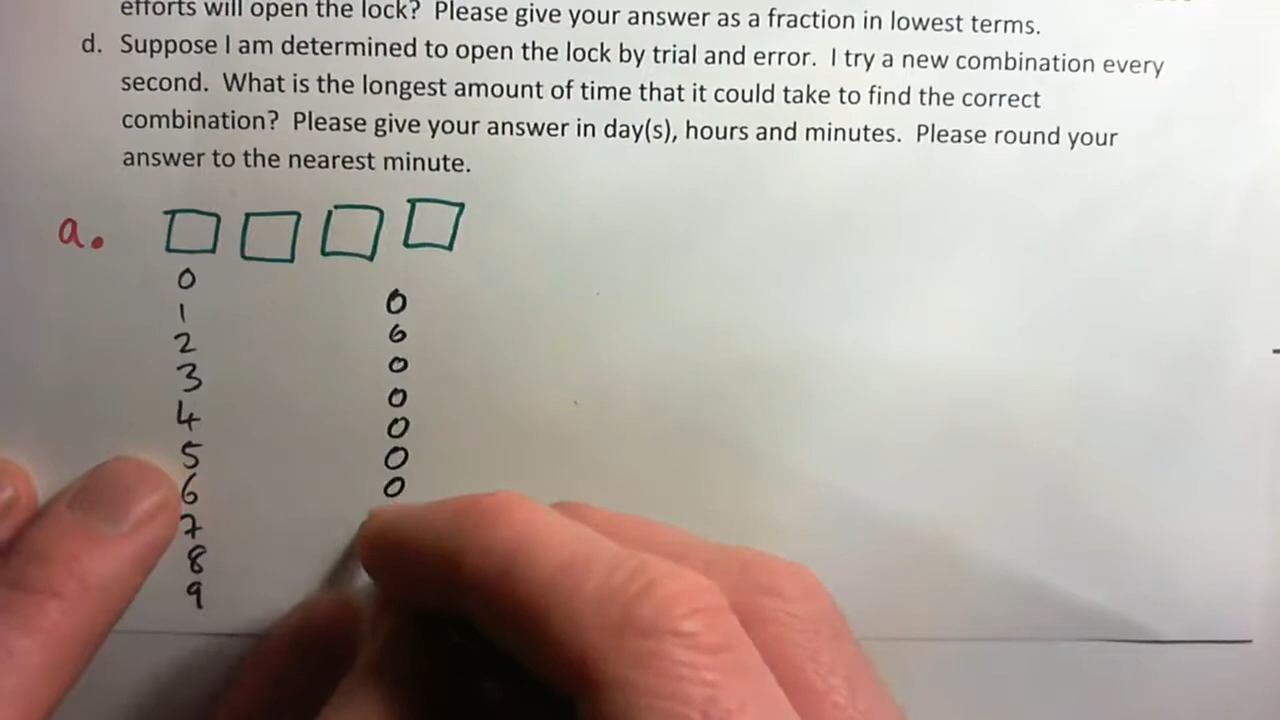 efforts will open the lock? Please give your answer as a fraction in lowest terms.
d. Suppose I am determined to open the lock by trial and error. I try a new combination every
second. What is the longest amount of time that it could take to find the correct
combination? Please give your answer in day(s), hours and minutes. Please round your
answer to the nearest minute.
a.
0
1
2
3
4
5
6
7
8
9
0
0
0
0
0
0
0